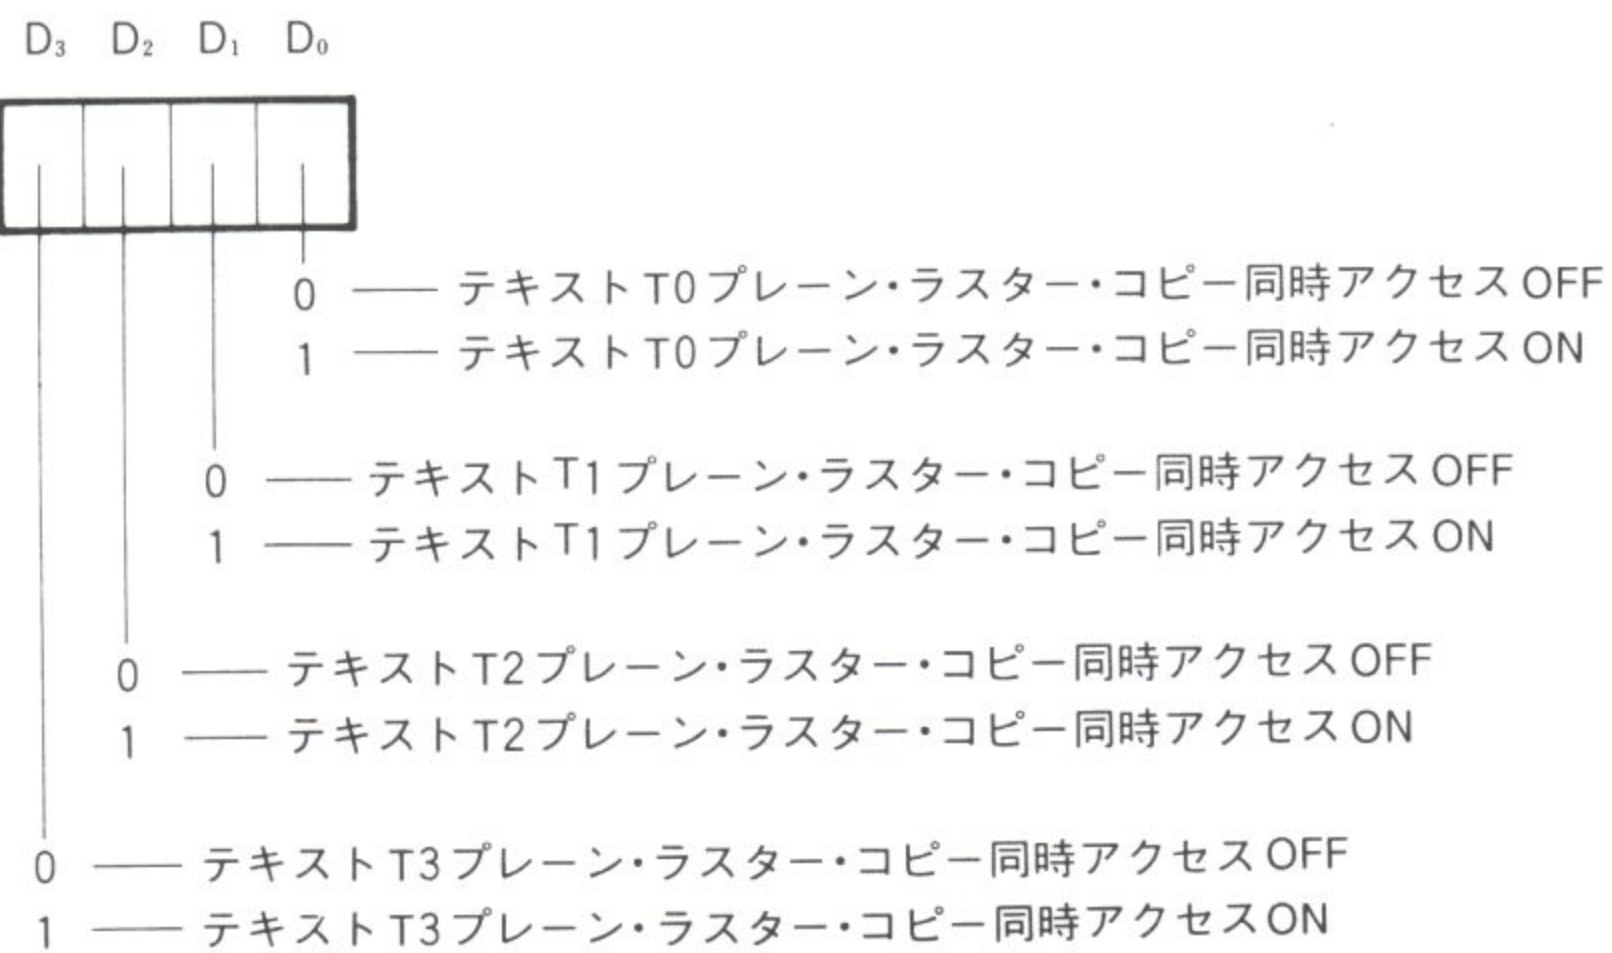 D₃ D₂ D₁ D₀
0 テキストT0プレーン・ラスター・コピー同時アクセスOFF
1 テキストT0プレーン・ラスター・コピー同時アクセスON
0 テキストT1プレーン・ラスター・コピー同時アクセスOFF
1 テキストT1プレーン・ラスター・コピー同時アクセスON
0 テキストT2プレーン・ラスター・コピー同時アクセスOFF
1 テキストT2プレーン・ラスター・コピー同時アクセスON
0 テキストT3プレーン・ラスター・コピー同時アクセスOFF
1 テキストT3プレーン・ラスター・コピー同時アクセスON